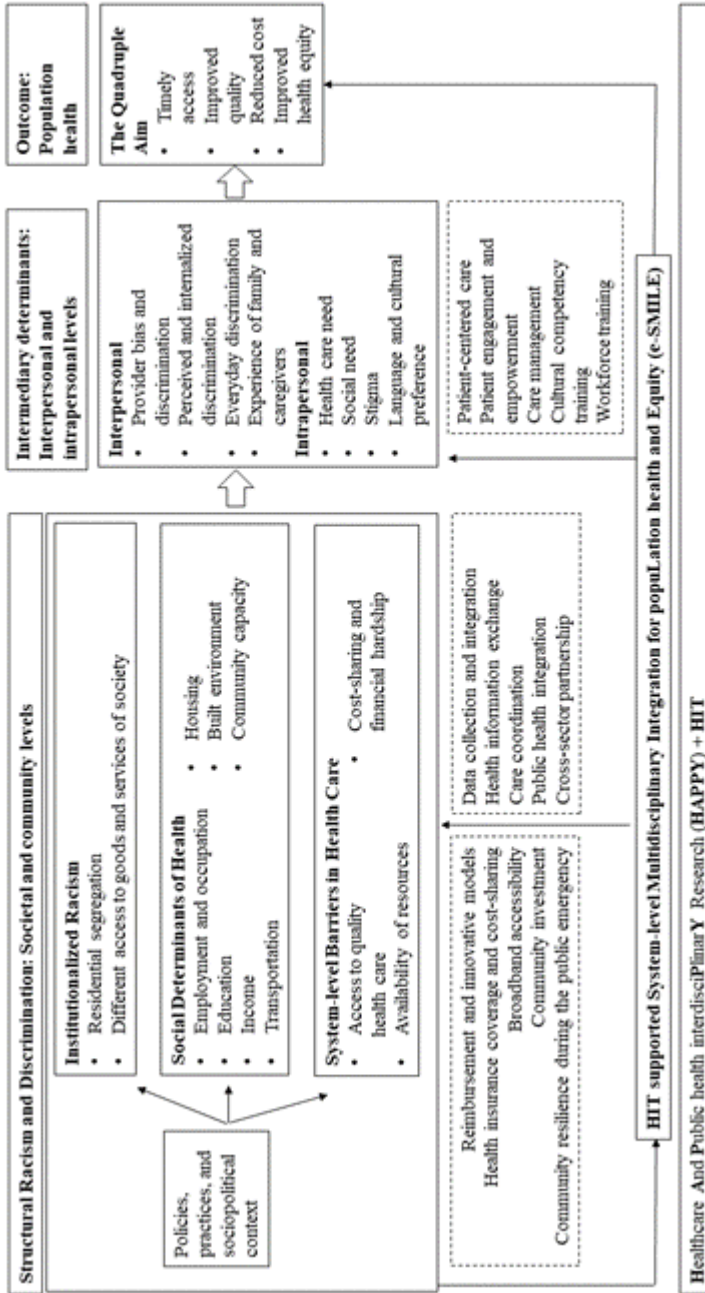 Structural Racism and Discrimination: Societal and community levels
Policies,
practices, and
sociopolitical
context
Institutionalized Racism
• Residential segregation
• Different access to goods and services of society
Social Determinants of Health
• Employment and occupation
• Education
• Income
• Transportation
• Housing
• Built environment
• Community capacity
System-level Barriers in Health Care
• Access to quality
health care
• Availability of resources
• Cost-sharing and
financial hardship
Intermediary determinants:
Interpersonal and
intrapersonal levels
Interpersonal
• Provider bias and
discrimination
• Perceived and internalized
discrimination
• Everyday discrimination
• Experience of family and
caregivers
Intrapersonal
• Health care need
• Social need
• Stigma
• Language and cultural
preference
Outcome:
Population
health
The Quadruple
Aim
• Timely
access
• Improved
quality
• Reduced cost
• Improved
health equity
Reimbursement and innovative models
Health insurance coverage and cost-sharing
Broadband accessibility
Community investment
Community resilience during the public emergency
Data collection and integration
Health information exchange
Care coordination
Public health integration
Cross-sector partnership
Patient-centered care
Patient engagement and
empowerment
Care management
Cultural competency
training
Workforce training
HIT supported System-level Multidisciplinary Integration for popuLation health and Equity (e-SMILE)
Healthcare And Public health interdisciPlinarY Research (HAPPY) + HIT